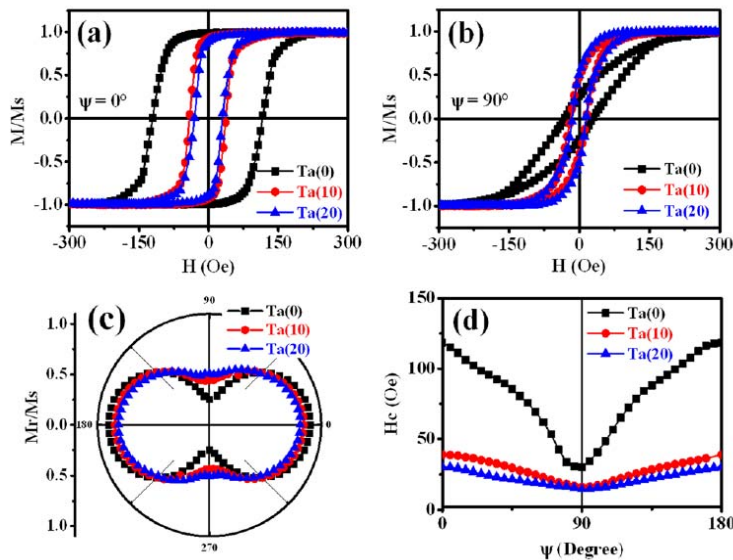 (a)
ψ = 0°
Ta(0)
Ta(10)
Ta(20)
M/Ms
1.0
0.5
0.0
-0.5
-1.0
-300 -150 0 150 300
H (Oe)
(b)
ψ = 90°
Ta(0)
Ta(10)
Ta(20)
M/Ms
1.0
0.5
0.0
-0.5
-1.0
-300 -150 0 150 300
H (Oe)
(c)
90
Ta(0)
Ta(10)
Ta(20)
Mr/Ms
1.0
0.5
0.0
0.5
1.0
180
0
270
(d)
Ta(0)
Ta(10)
Ta(20)
Hc (Oe)
150
100
50
0
0 90 180
ψ (Degree)